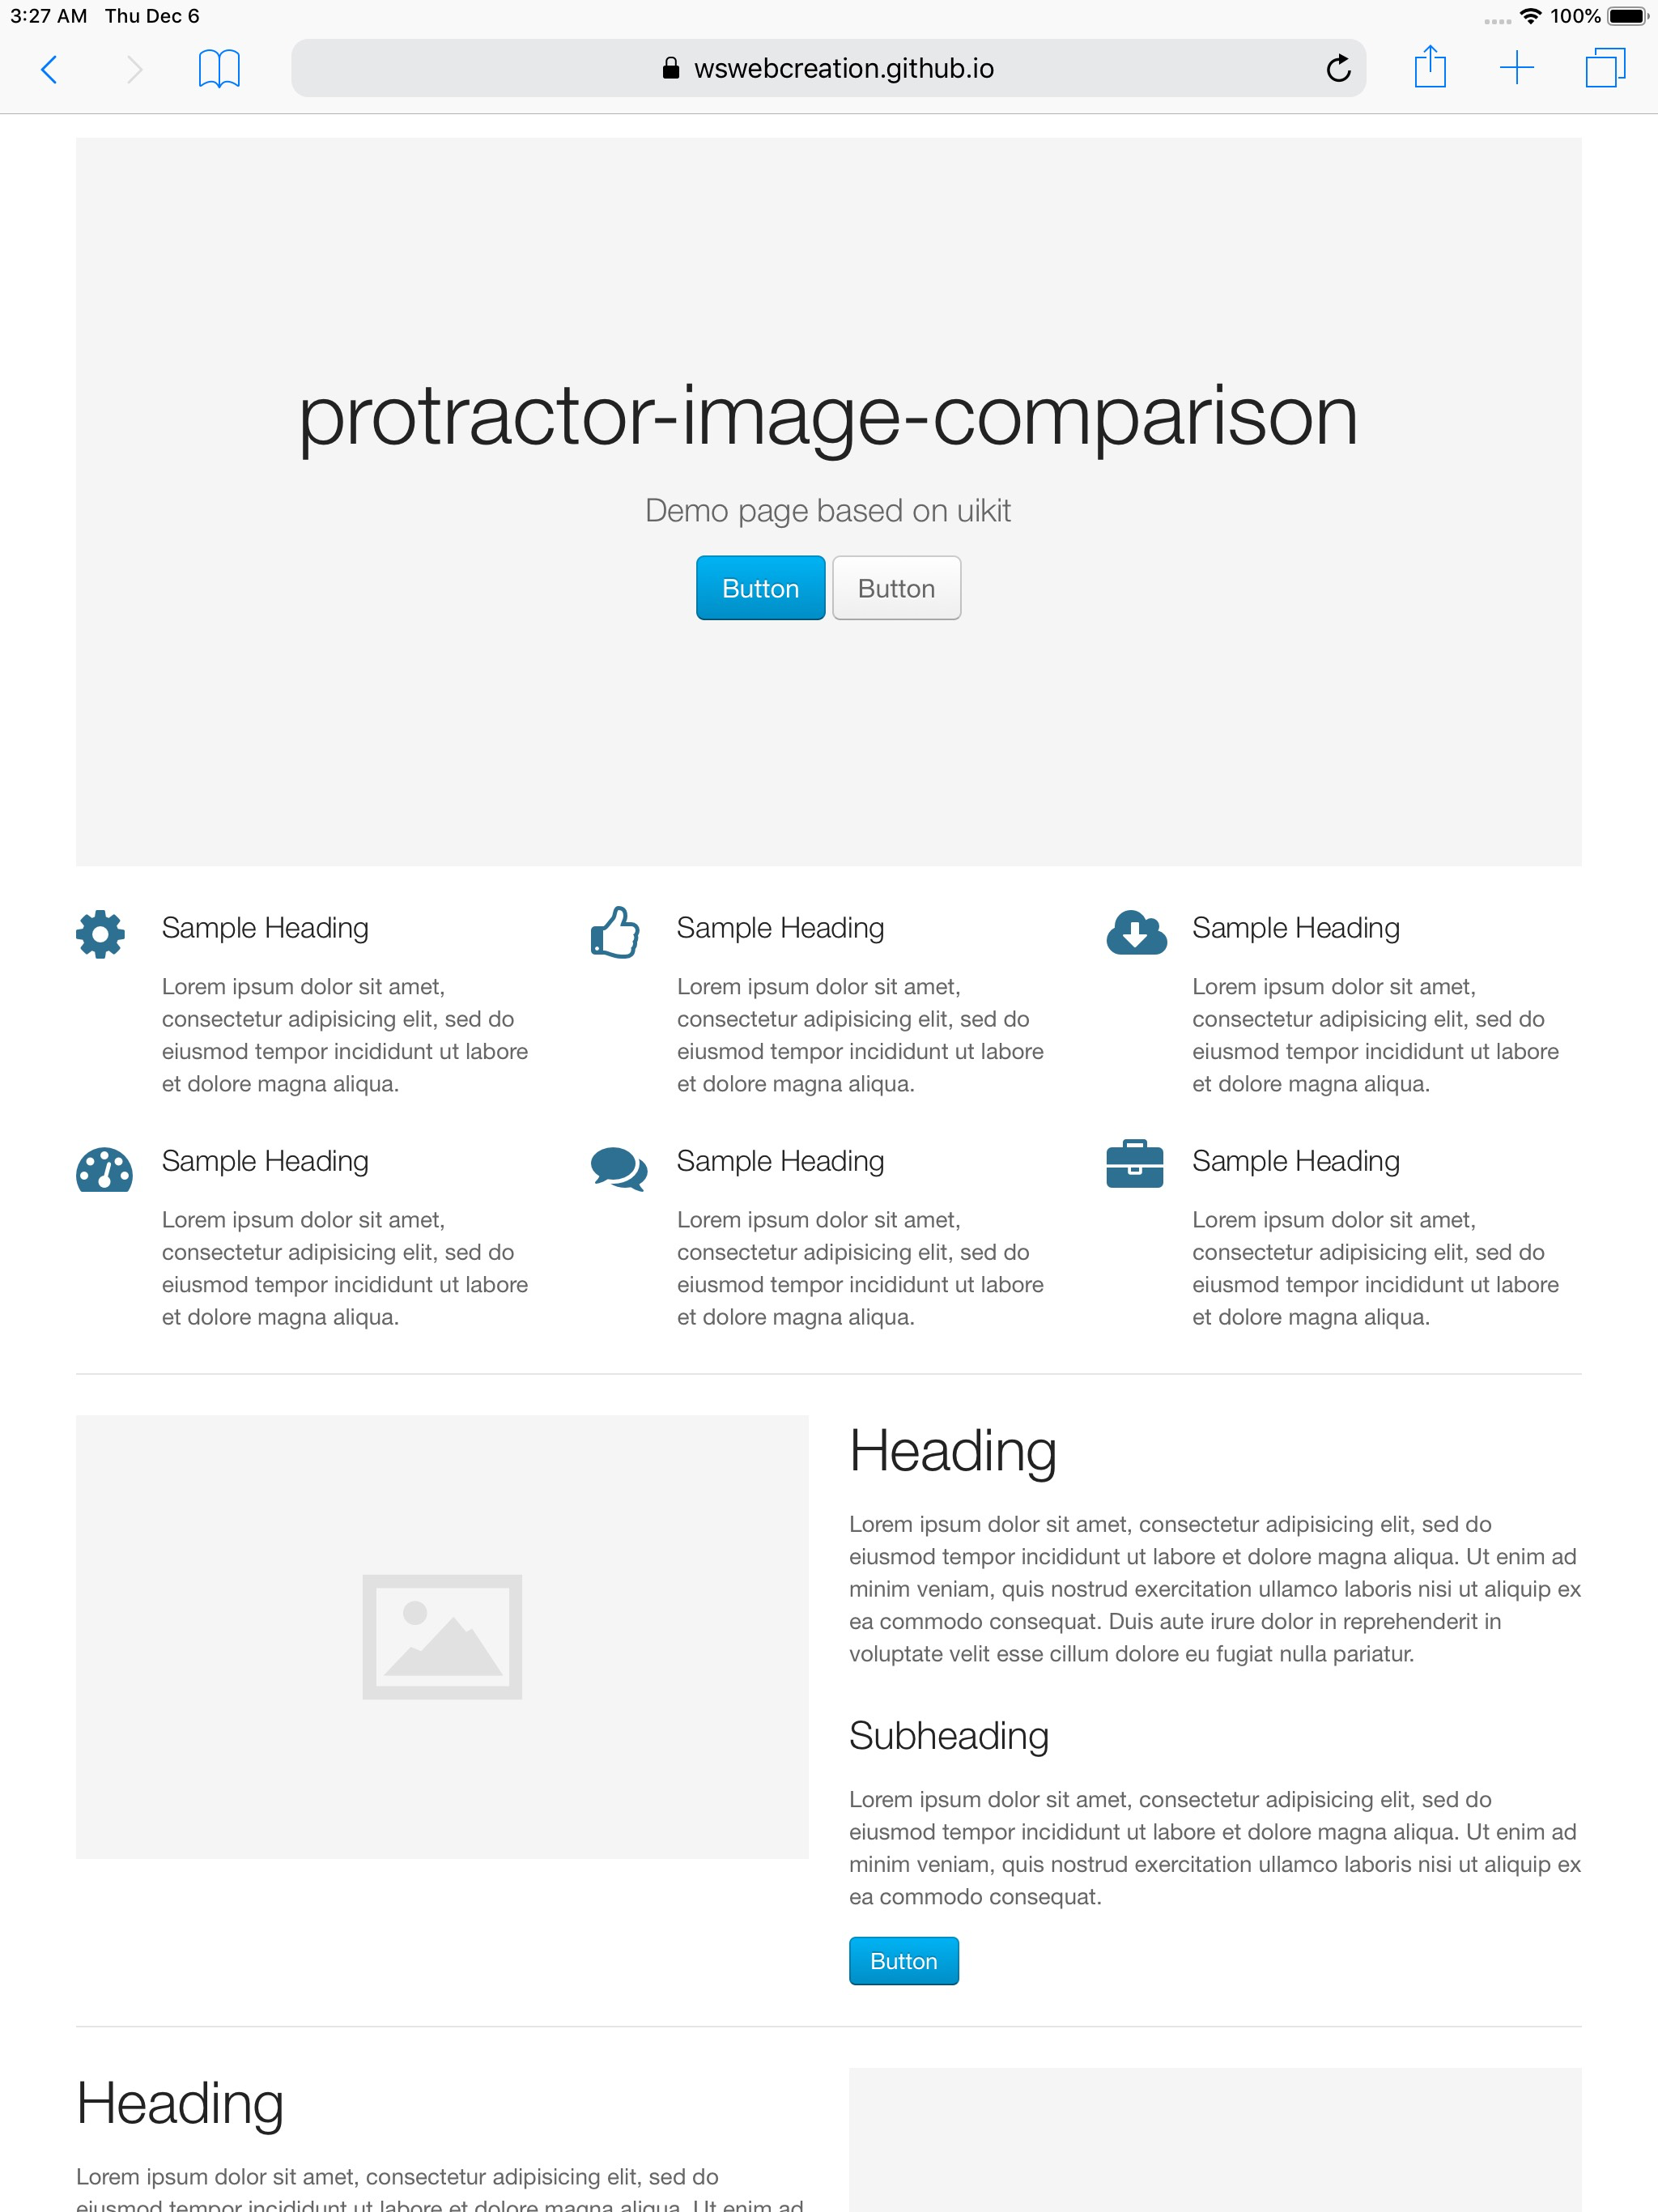 3:27 AM Thu Dec 6
100%
wswebcreation.github.io
protractor-image-comparison
Demo page based on uikit
Button Button
Sample Heading
Lorem ipsum dolor sit amet,
consectetur adipisicing elit, sed do
eiusmod tempor incididunt ut labore
et dolore magna aliqua.
Sample Heading
Lorem ipsum dolor sit amet,
consectetur adipisicing elit, sed do
eiusmod tempor incididunt ut labore
et dolore magna aliqua.
Sample Heading
Lorem ipsum dolor sit amet,
consectetur adipisicing elit, sed do
eiusmod tempor incididunt ut labore
et dolore magna aliqua.
Sample Heading
Lorem ipsum dolor sit amet,
consectetur adipisicing elit, sed do
eiusmod tempor incididunt ut labore
et dolore magna aliqua.
Sample Heading
Lorem ipsum dolor sit amet,
consectetur adipisicing elit, sed do
eiusmod tempor incididunt ut labore
et dolore magna aliqua.
Sample Heading
Lorem ipsum dolor sit amet,
consectetur adipisicing elit, sed do
eiusmod tempor incididunt ut labore
et dolore magna aliqua.
Heading
Lorem ipsum dolor sit amet, consectetur adipisicing elit, sed do
eiusmod tempor incididunt ut labore et dolore magna aliqua. Ut enim ad
minim veniam, quis nostrud exercitation ullamco laboris nisi ut aliquip ex
ea commodo consequat. Duis aute irure dolor in reprehenderit in
voluptate velit esse cillum dolore eu fugiat nulla pariatur.
Subheading
Lorem ipsum dolor sit amet, consectetur adipisicing elit, sed do
eiusmod tempor incididunt ut labore et dolore magna aliqua. Ut enim ad
minim veniam, quis nostrud exercitation ullamco laboris nisi ut aliquip ex
ea commodo consequat.
Button
Heading
Lorem ipsum dolor sit amet, consectetur adipisicing elit, sed do
eiusmod tempor incididunt ut labore et dolore magna aliqua. Ut enim ad